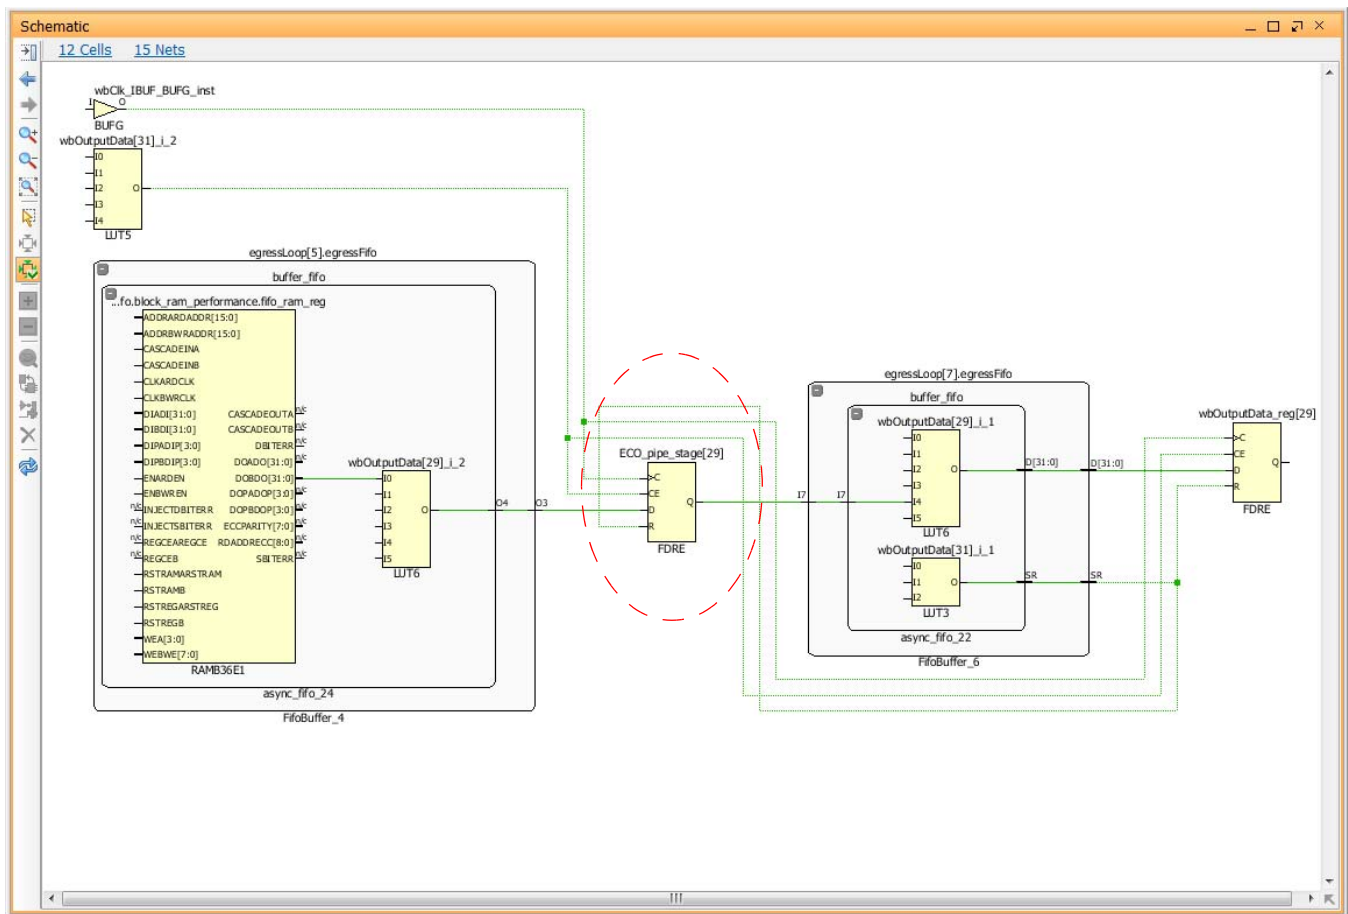 Schematic
12 Cells 15 Nets
wbClk_IBUF_BUFG_inst
I O
BUFG
wbOutputData[31]_i_2
I0
I1
I2 O
I3
I4
LUT5
egressLoop[5].egressFifo
buffer_fifo
...fo.block_ram_performance.fifo_ram_reg
ADDRARDADDR[15:0]
ADDRBWRADDR[15:0]
CASCADEINA
CASCADEINB
CLKARDCLK
CLKBWRCLK
DIADI[31:0] CASCADEOUTA n/c
DIBDI[31:0] CASCADEOUTB n/c
DIPADIP[3:0] DBITERR n/c
DIPBDIP[3:0] DOADO[31:0] n/c
ENARDEN DOBDO[31:0]
ENBWREN DOPADOP[3:0] n/c
n/c INJECTDBITERR DOPBDOP[3:0] n/c
n/c INJECTSBITERR ECCPARITY[7:0] n/c
n/c REGCEAREGCE RDADDRECC[8:0] n/c
n/c REGCEB SBITERR n/c
RSTRAMARSTRAM
RSTRAMB
RSTREGARSTREG
RSTREGB
WEA[3:0]
WEBWE[7:0]
RAMB36E1
wbOutputData[29]_i_2
I0
I1
I2 O
I3
I4
I5
LUT6
O4 O3
async_fifo_24
FifoBuffer_4
ECO_pipe_stage[29]
C
CE
D Q
R
FDRE
egressLoop[7].egressFifo
buffer_fifo
wbOutputData[29]_i_1
I0
I1
I2 O
I3
I7 I7 I4
I5
LUT6
D[31:0] D[31:0]
wbOutputData[31]_i_1
I0
I1 O
I2
LUT3
SR SR
async_fifo_22
FifoBuffer_6
wbOutputData_reg[29]
C
CE
D Q
R
FDRE